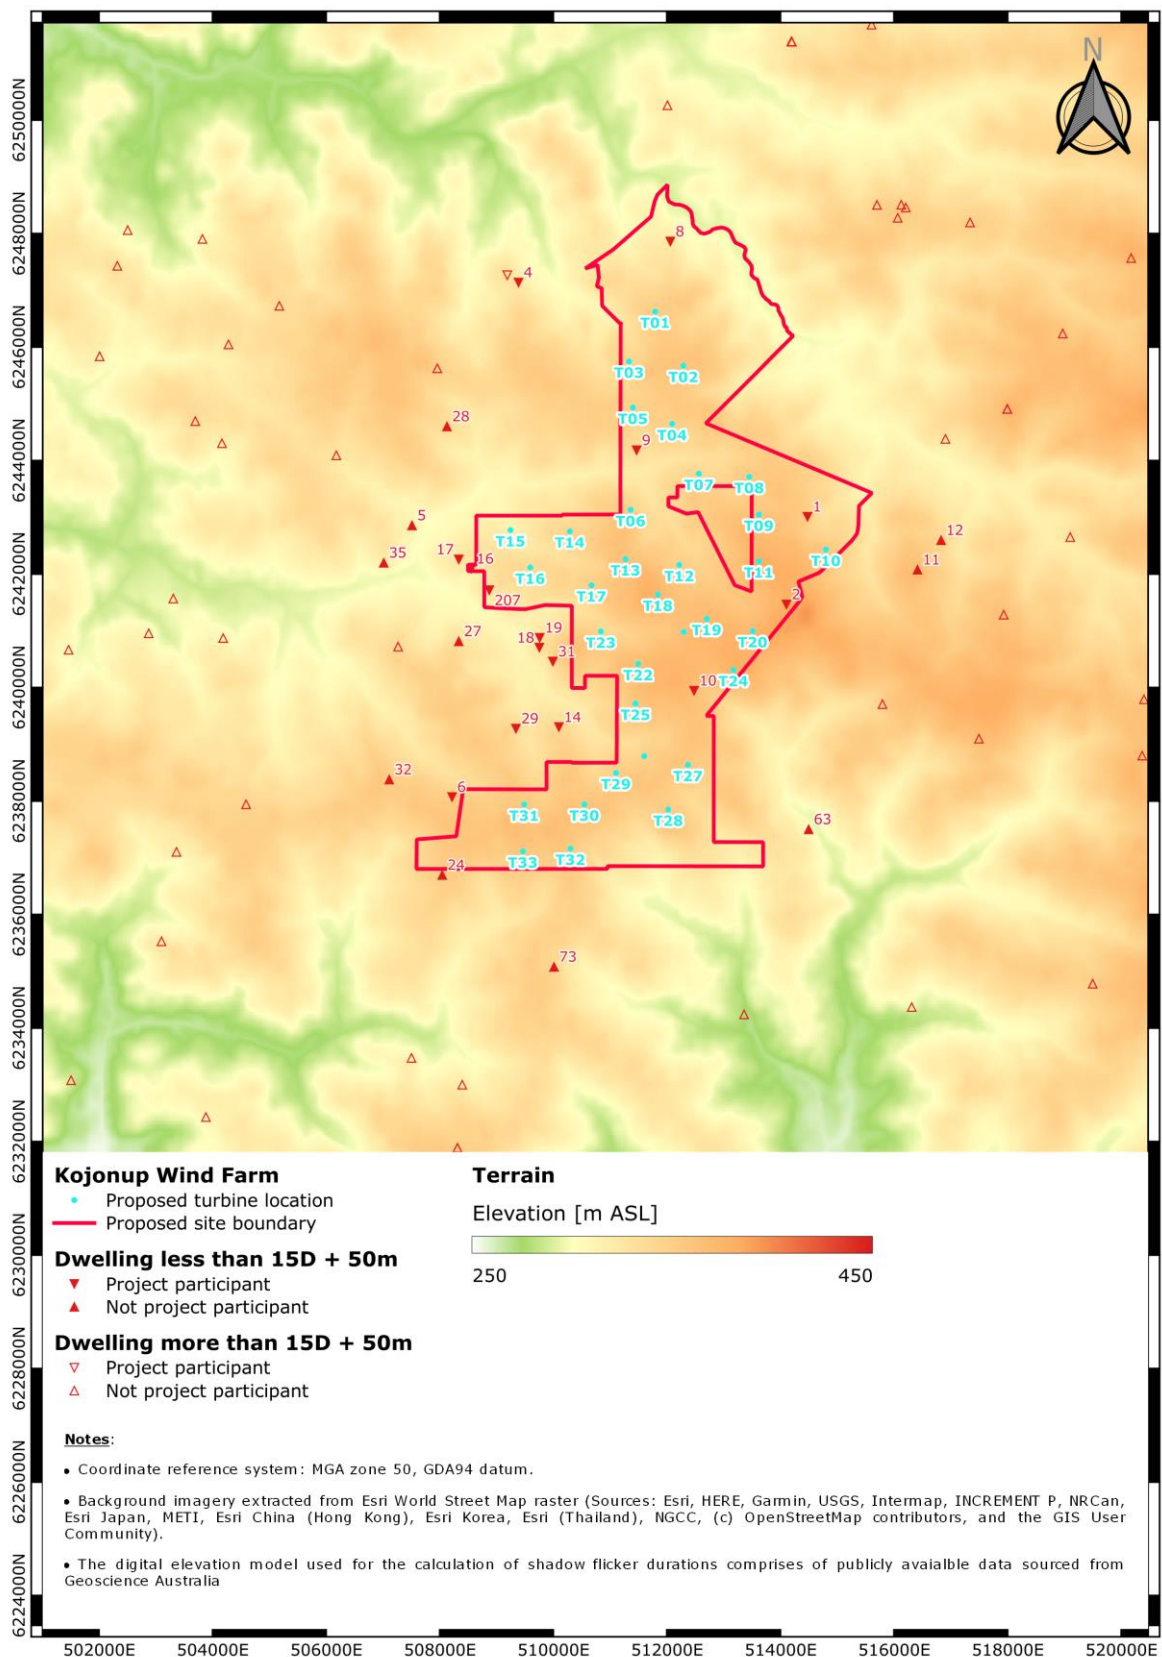 N
6250000N
8
6248000N
4
T01
6246000N
T03
T02
T05
28
T04
9
6244000N
T07
T08
T06
T09
1
5
T15
T14
12
T10
17
16
35
T13
T12
T11
11
6242000N
T16
T17
T18
2
207
T19
T20
19
18
T23
27
31
T22
10
T24
6240000N
29
14
T25
32
T27
T29
6
6238000N
T31
T30
T28
63
T33
T32
24
6236000N
73
6234000N
6232000N
Kojonup Wind Farm
Proposed turbine location
Proposed site boundary
Dwelling less than 15D + 50m
Project participant
Not project participant
Dwelling more than 15D + 50m
Project participant
Not project participant
Terrain
Elevation [m ASL]
250
450
6230000N
6228000N
6226000N
6224000N
Notes:
• Coordinate reference system: MGA zone 50, GDA94 datum.
• Background imagery extracted from Esri World Street Map raster (Sources: Esri, HERE, Garmin, USGS, Intermap, INCREMENT P, NRCan,
Esri Japan, METI, Esri China (Hong Kong), Esri Korea, Esri (Thailand), NGCC, (c) OpenStreetMap contributors, and the GIS User
Community).
• The digital elevation model used for the calculation of shadow flicker durations comprises of publicly avaialble data sourced from
Geoscience Australia
502000E
504000E
506000E
508000E
510000E
512000E
514000E
516000E
518000E
520000E